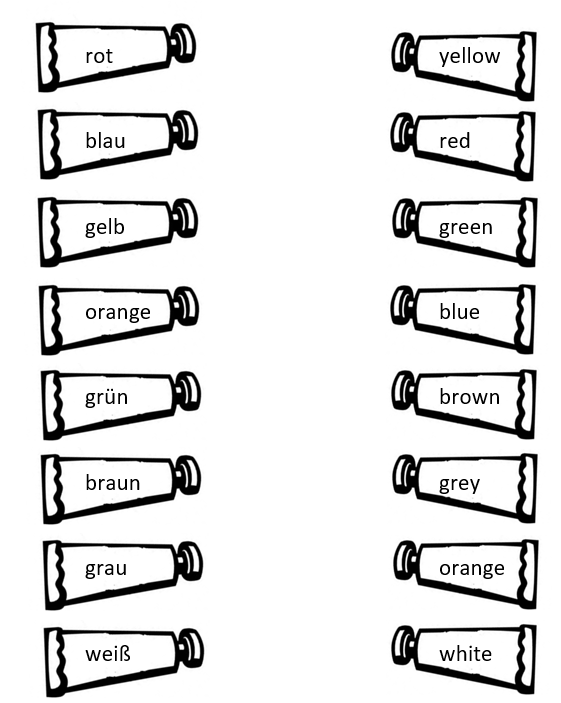 rot
yellow
blau
red
gelb
green
orange
blue
grün
brown
braun
grey
grau
orange
weiß
white